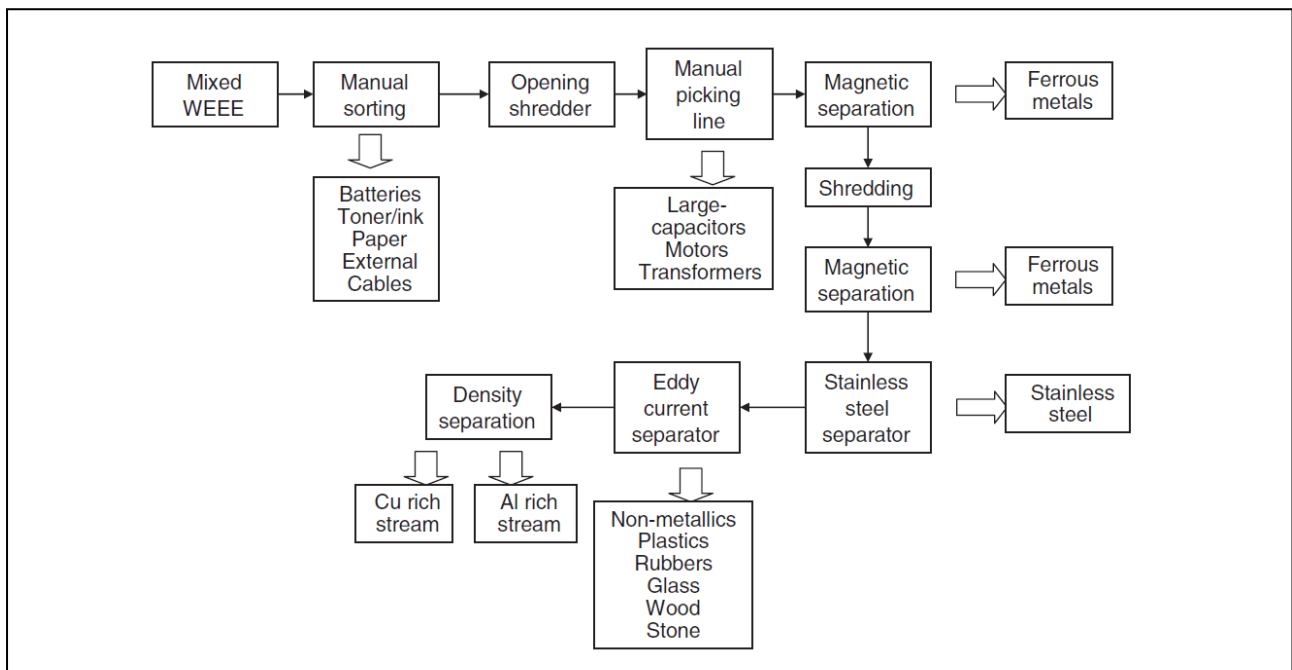 Mixed
WEEE
Manual
sorting
Opening
shredder
Manual
picking
line
Magnetic
separation
Ferrous
metals
Batteries
Toner/ink
Paper
External
Cables
Large-
capacitors
Motors
Transformers
Shredding
Magnetic
separation
Ferrous
metals
Density
separation
Eddy
current
separator
Stainless
steel
separator
Stainless
steel
Cu rich
stream
Al rich
stream
Non-metallics
Plastics
Rubbers
Glass
Wood
Stone